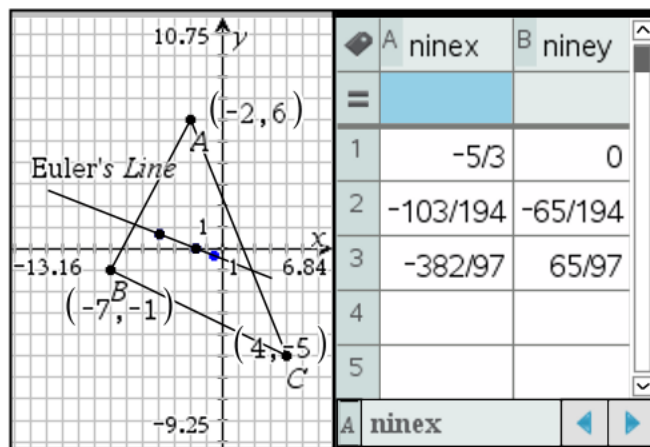 10.75 y
(-2,6)
A
Euler's Line
1 x
-13.16 1 6.84
B
(-7,-1)
(4,-5)
C
-9.25
A ninex B niney
=
1 -5/3 0
2 -103/194 -65/194
3 -382/97 65/97
4
5
A ninex